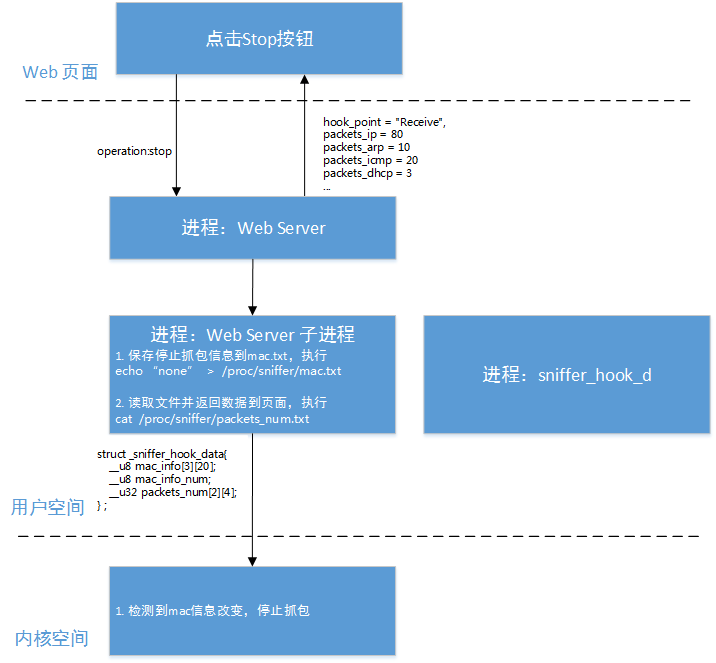 点击Stop按钮
Web 页面
operation:stop
hook_point = "Receive",
packets_ip = 80
packets_arp = 10
packets_icmp = 20
packets_dhcp = 3
...
进程：Web Server
进程：Web Server 子进程
1. 保存停止抓包信息到mac.txt，执行
echo “none” > /proc/sniffer/mac.txt
2. 读取文件并返回数据到页面，执行
cat /proc/sniffer/packets_num.txt
进程：sniffer_hook_d
struct _sniffer_hook_data{
__u8 mac_info[3][20];
__u8 mac_info_num;
__u32 packets_num[2][4];
} ;
用户空间
1. 检测到mac信息改变，停止抓包
内核空间